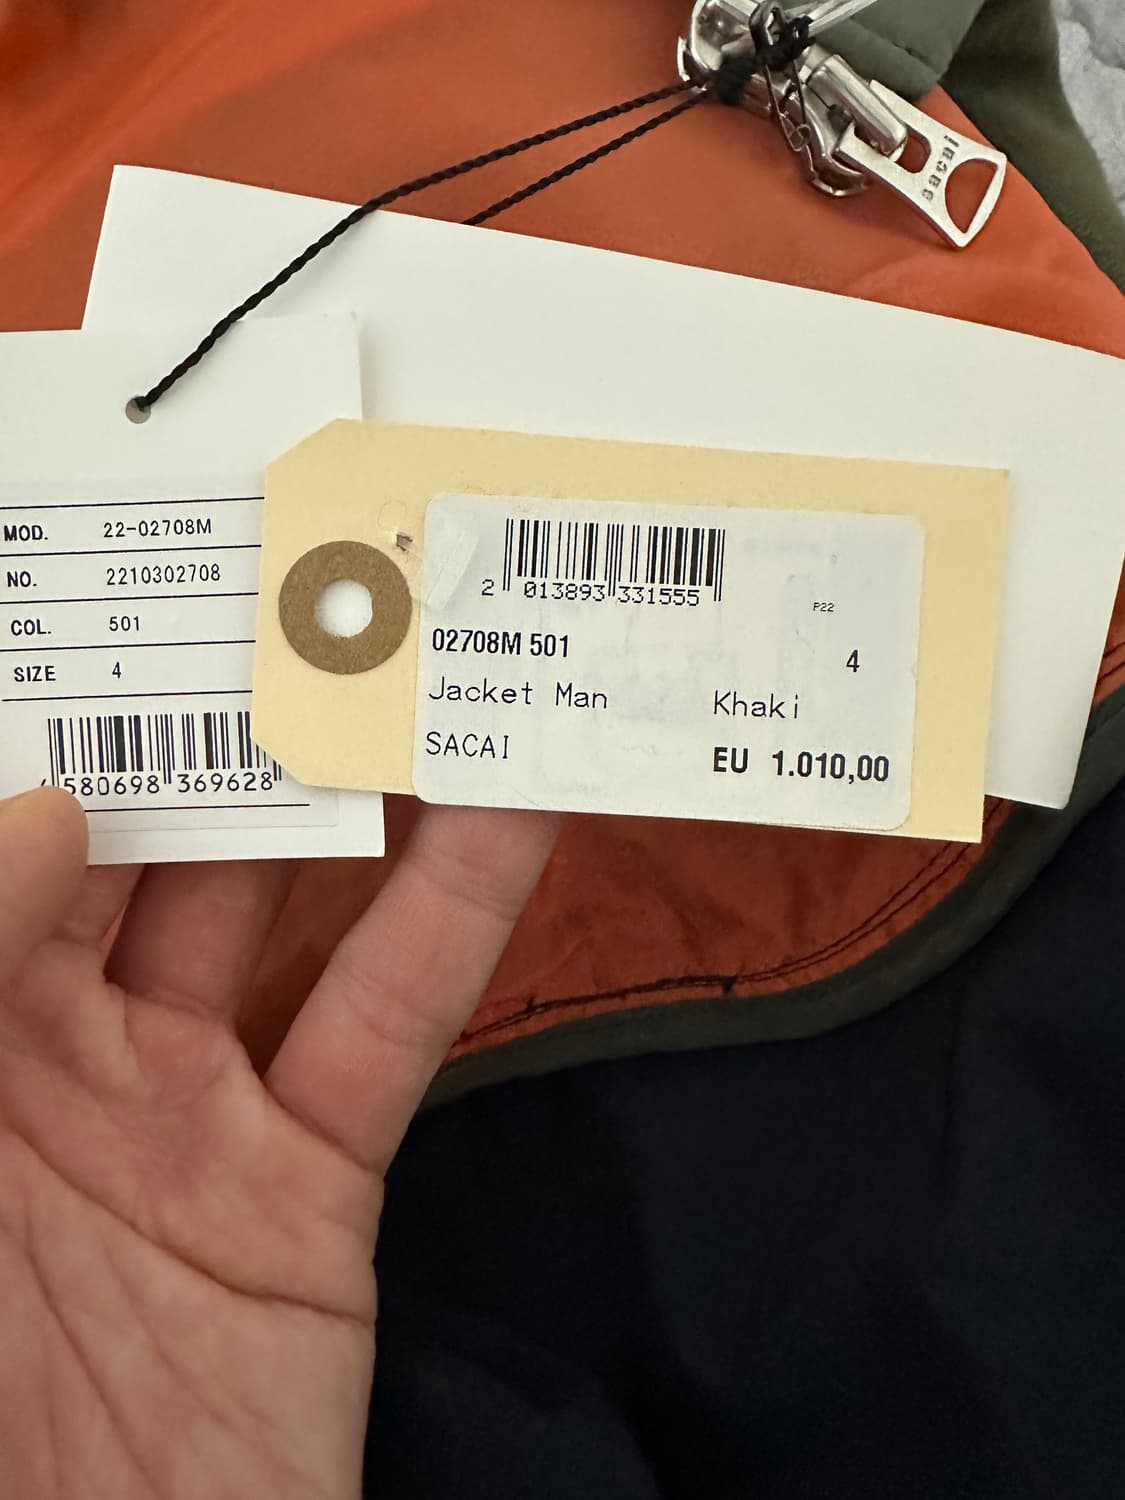 sacai
MOD. 22-02708M
NO. 2210302708
COL. 501
SIZE 4
580698 369628
2 013893 331555
P22
02708M 501
4
Jacket Man Khaki
SACAI EU 1.010,00